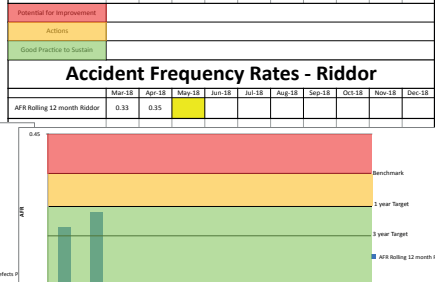 Potential for Improvement
Actions
Good Practice to Sustain
Accident Frequency Rates - Riddor
Mar-18 Apr-18 May-18 Jun-18 Jul-18 Aug-18 Sep-18 Oct-18 Nov-18 Dec-18
AFR Rolling 12 month Riddor 0.33 0.35
0.45
Benchmark
1 year Target
AFR
3 year Target
AFR Rolling 12 month
efects P